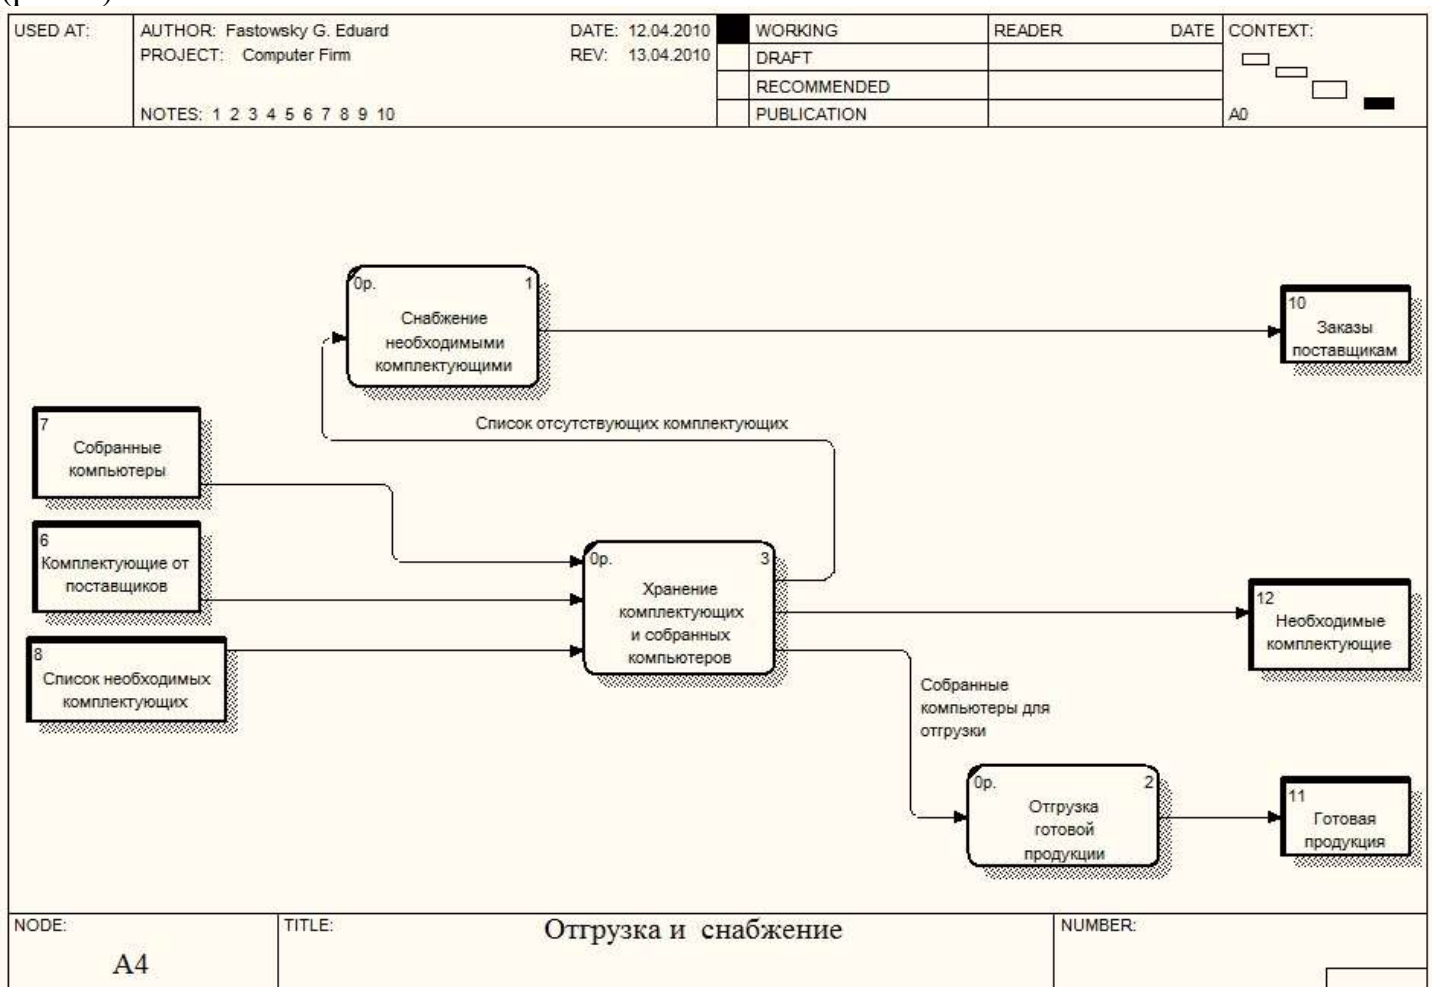 USED AT:
AUTHOR: Fastowsky G. Eduard
DATE: 12.04.2010
PROJECT: Computer Firm
REV: 13.04.2010
NOTES: 1 2 3 4 5 6 7 8 9 10
WORKING
DRAFT
RECOMMENDED
PUBLICATION
READER DATE
CONTEXT:
A0
0р. 1
Снабжение
необходимыми
комплектующими
10
Заказы
поставщикам
Список отсутствующих комплектующих
7
Собранные
компьютеры
6
Комплектующие от
поставщиков
8
Список необходимых
комплектующих
0р. 3
Хранение
комплектующих
и собранных
компьютеров
12
Необходимые
комплектующие
Собранные
компьютеры для
отгрузки
0р. 2
Отгрузка
готовой
продукции
11
Готовая
продукция
NODE:
A4
TITLE:
Отгрузка и снабжение
NUMBER: